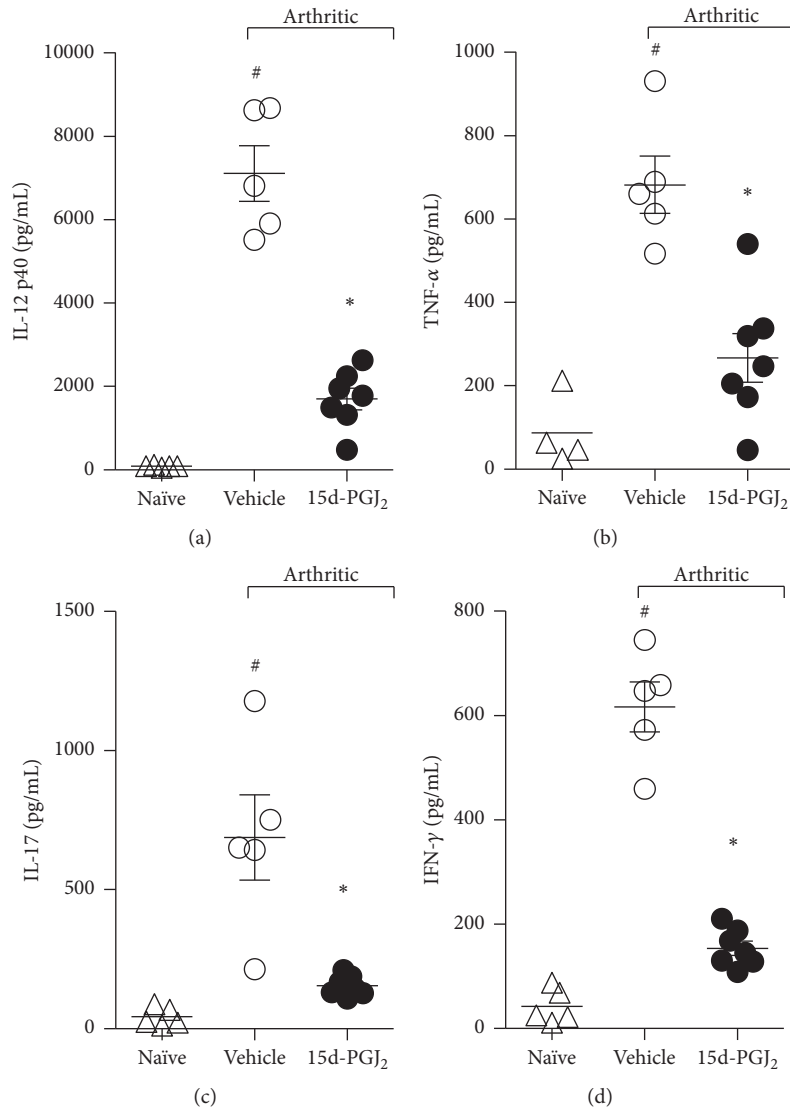 Arthritic
10000
#
8000
6000
IL-12 p40 (pg/mL)
4000
*
2000
0
Naïve Vehicle 15d-PGJ₂
(a)
Arthritic
1000
#
800
600
*
TNF-α (pg/mL)
400
200
0
Naïve Vehicle 15d-PGJ₂
(b)
Arthritic
1500
#
1000
IL-17 (pg/mL)
500
*
0
Naïve Vehicle 15d-PGJ₂
(c)
Arthritic
800
#
600
IFN-γ (pg/mL)
400
*
200
0
Naïve Vehicle 15d-PGJ₂
(d)